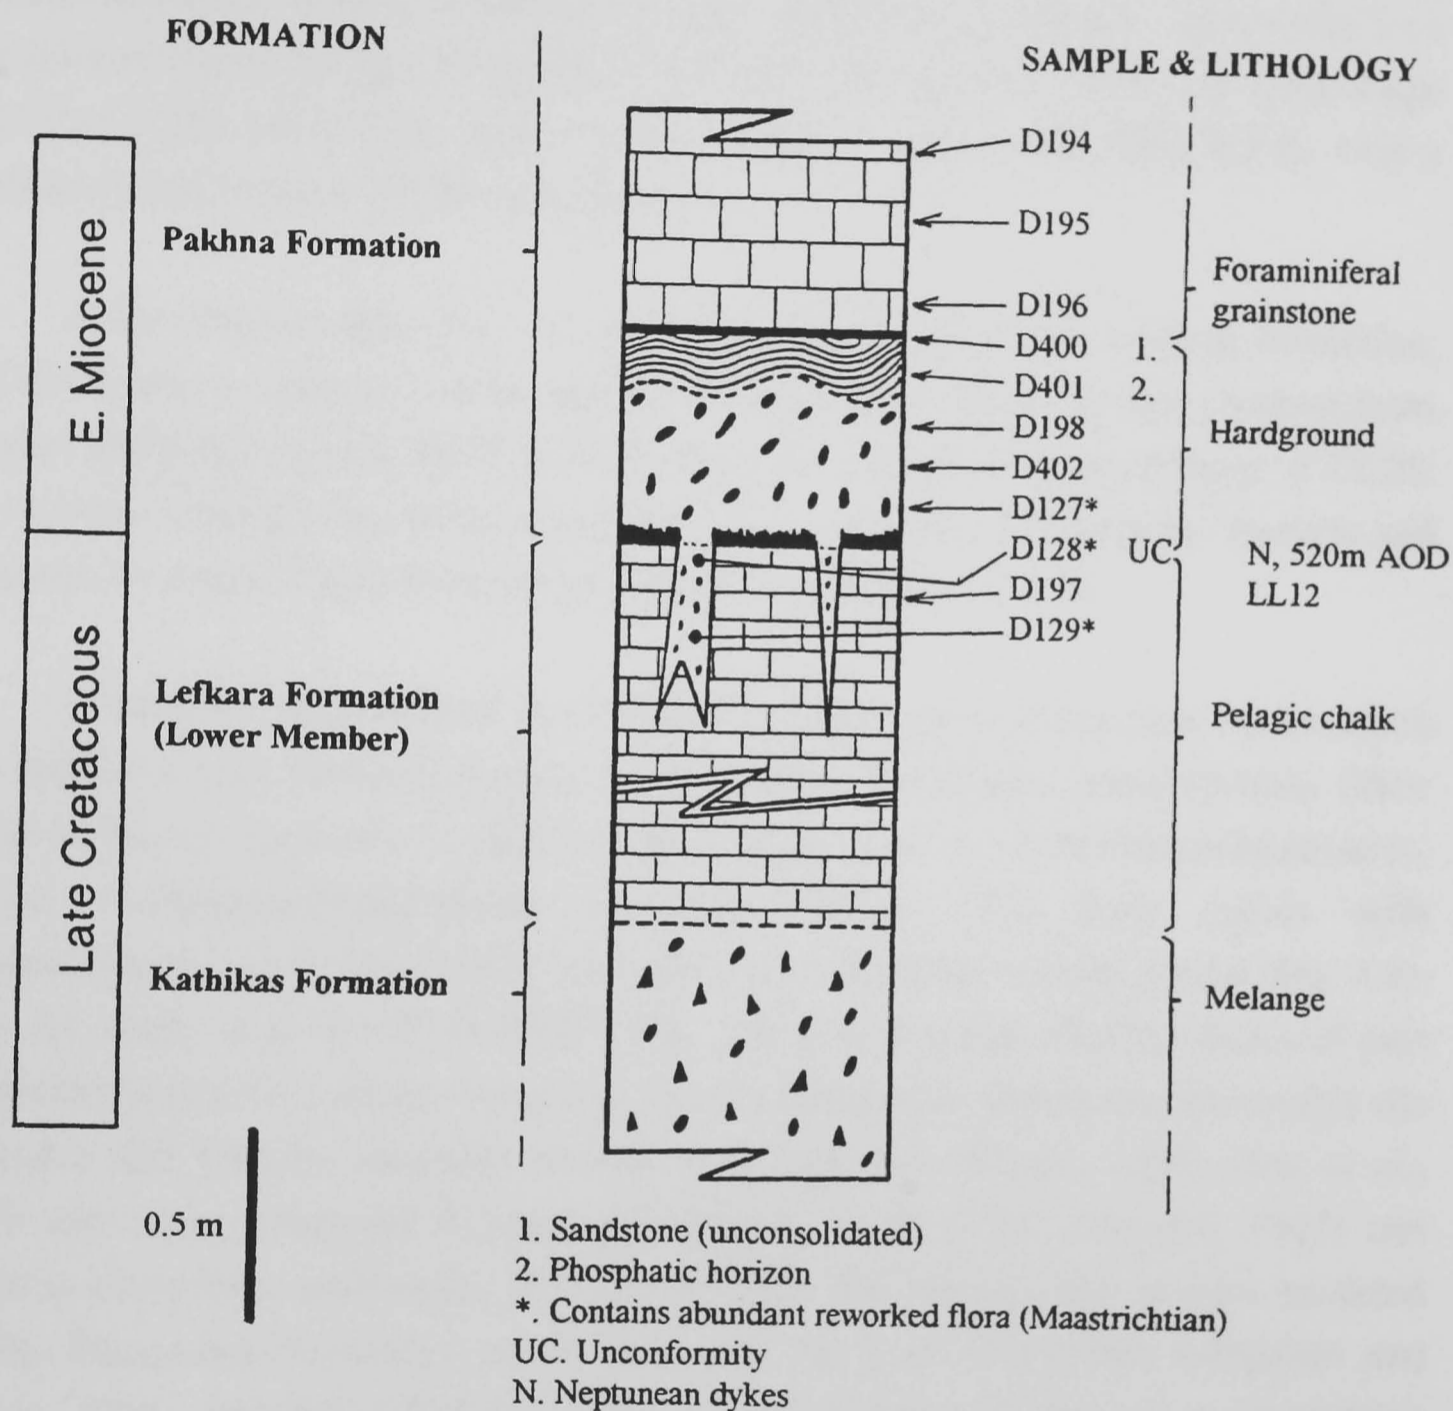 FORMATION
SAMPLE & LITHOLOGY
E. Miocene
Late Cretaceous
Pakhna Formation
Lefkara Formation
(Lower Member)
Kathikas Formation
D194
D195
D196
D400 1.
D401 2.
D198
D402
D127*
D128* UC
D197
D129*
Foraminiferal
grainstone
Hardground
N, 520m AOD
LL12
Pelagic chalk
Melange
0.5 m
1. Sandstone (unconsolidated)
2. Phosphatic horizon
*. Contains abundant reworked flora (Maastrichtian)
UC. Unconformity
N. Neptunean dykes